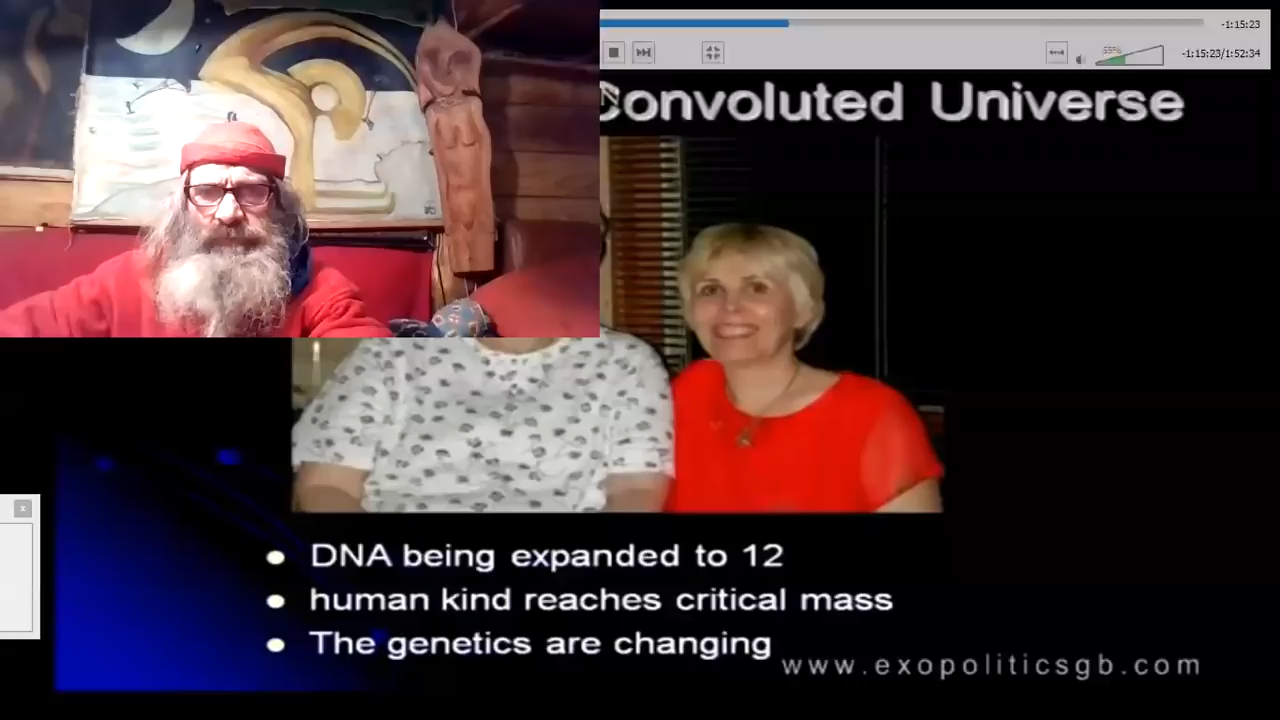 -1:15:23
55%
-1:15:23/1:52:34
Convoluted Universe
x
DNA being expanded to 12
human kind reaches critical mass
The genetics are changing
www.exopoliticsgb.com